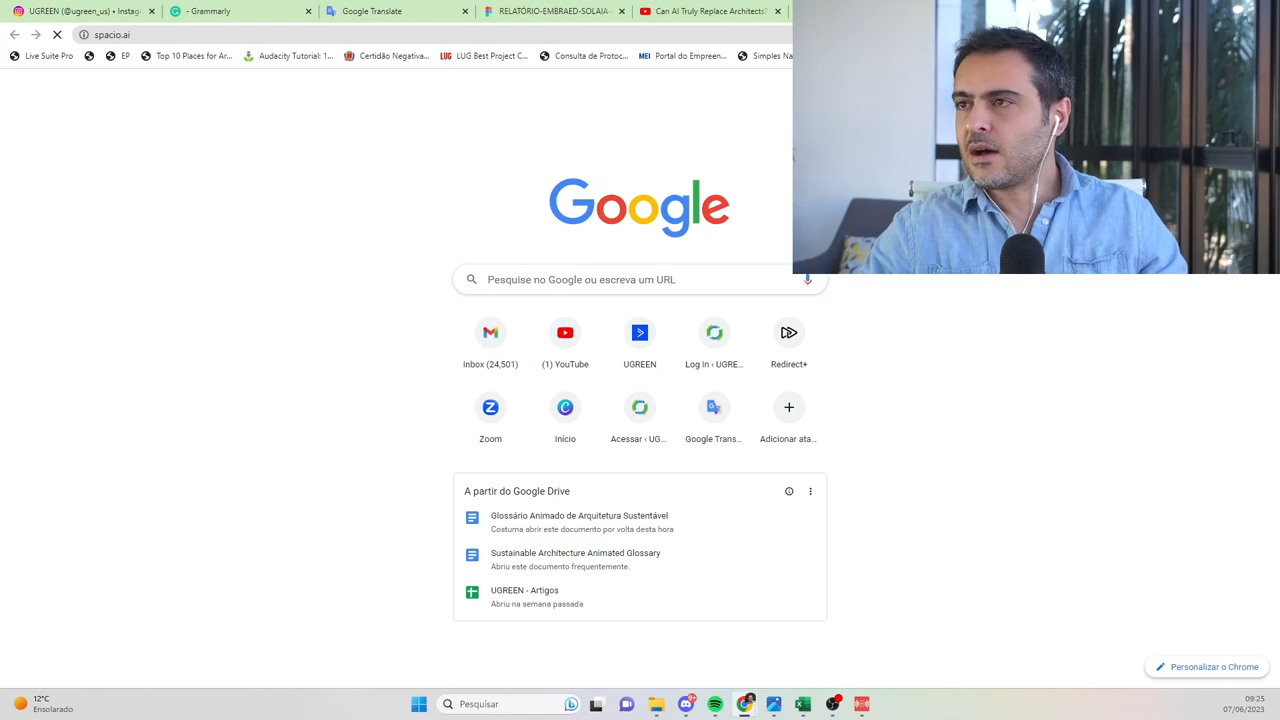 UGREEN (@ugreen_us) • Instag
- Grammarly
Google Translate
RELATÓRIO-EMBRAED-SOLAIA-
Can AI Truly Replace Architects?
spacio.ai
Live Suite Pro
EP
Top 10 Places for Ar...
Audacity Tutorial: 1...
Certidão Negativa...
LUG Best Project C...
Consulta de Protoc...
MEI Portal do Empreen...
Simples Na
Google
Pesquise no Google ou escreva um URL
Inbox (24,501)
(1) YouTube
UGREEN
Log In ‹ UGRE...
Redirect+
Zoom
Início
Acessar ‹ UG...
Google Trans...
Adicionar ata...
A partir do Google Drive
Glossário Animado de Arquitetura Sustentável
Costuma abrir este documento por volta desta hora
Sustainable Architecture Animated Glossary
Abriu este documento frequentemente.
UGREEN - Artigos
Abriu na semana passada
Personalizar o Chrome
12°C
Ensolarado
Pesquisar
09:25
07/06/2023